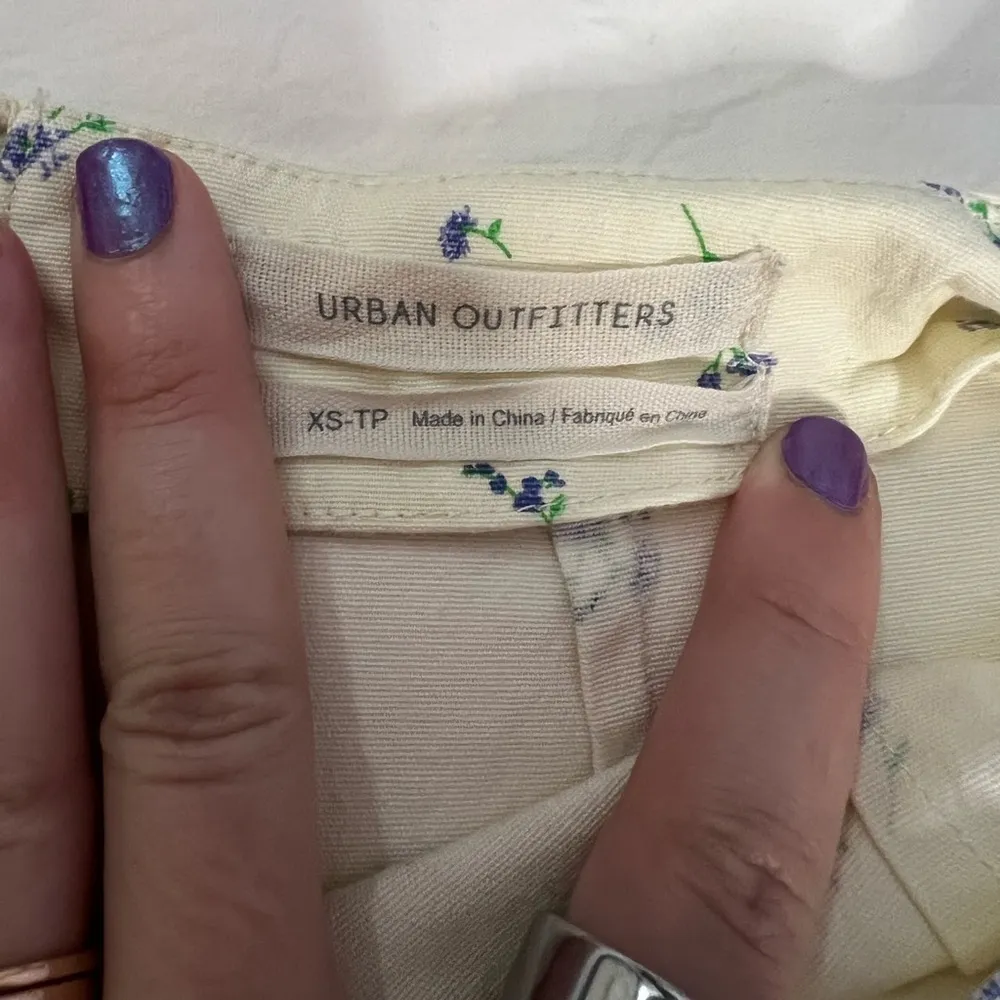 URBAN OUTFITTERS
XS-TP Made in China / Fabriqué en Chine